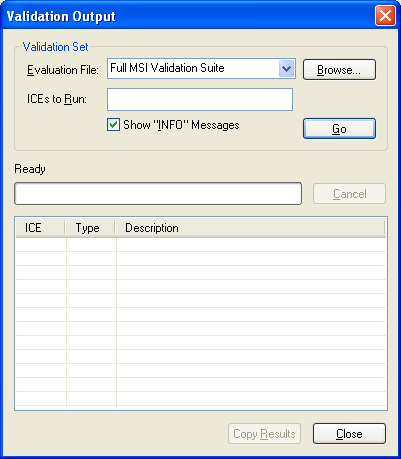 Validation Output
Validation Set
Evaluation File: Full MSI Validation Suite Browse...
ICEs to Run:
Show "INFO" Messages
Go
Ready
Cancel
ICE Type Description
Copy Results Close